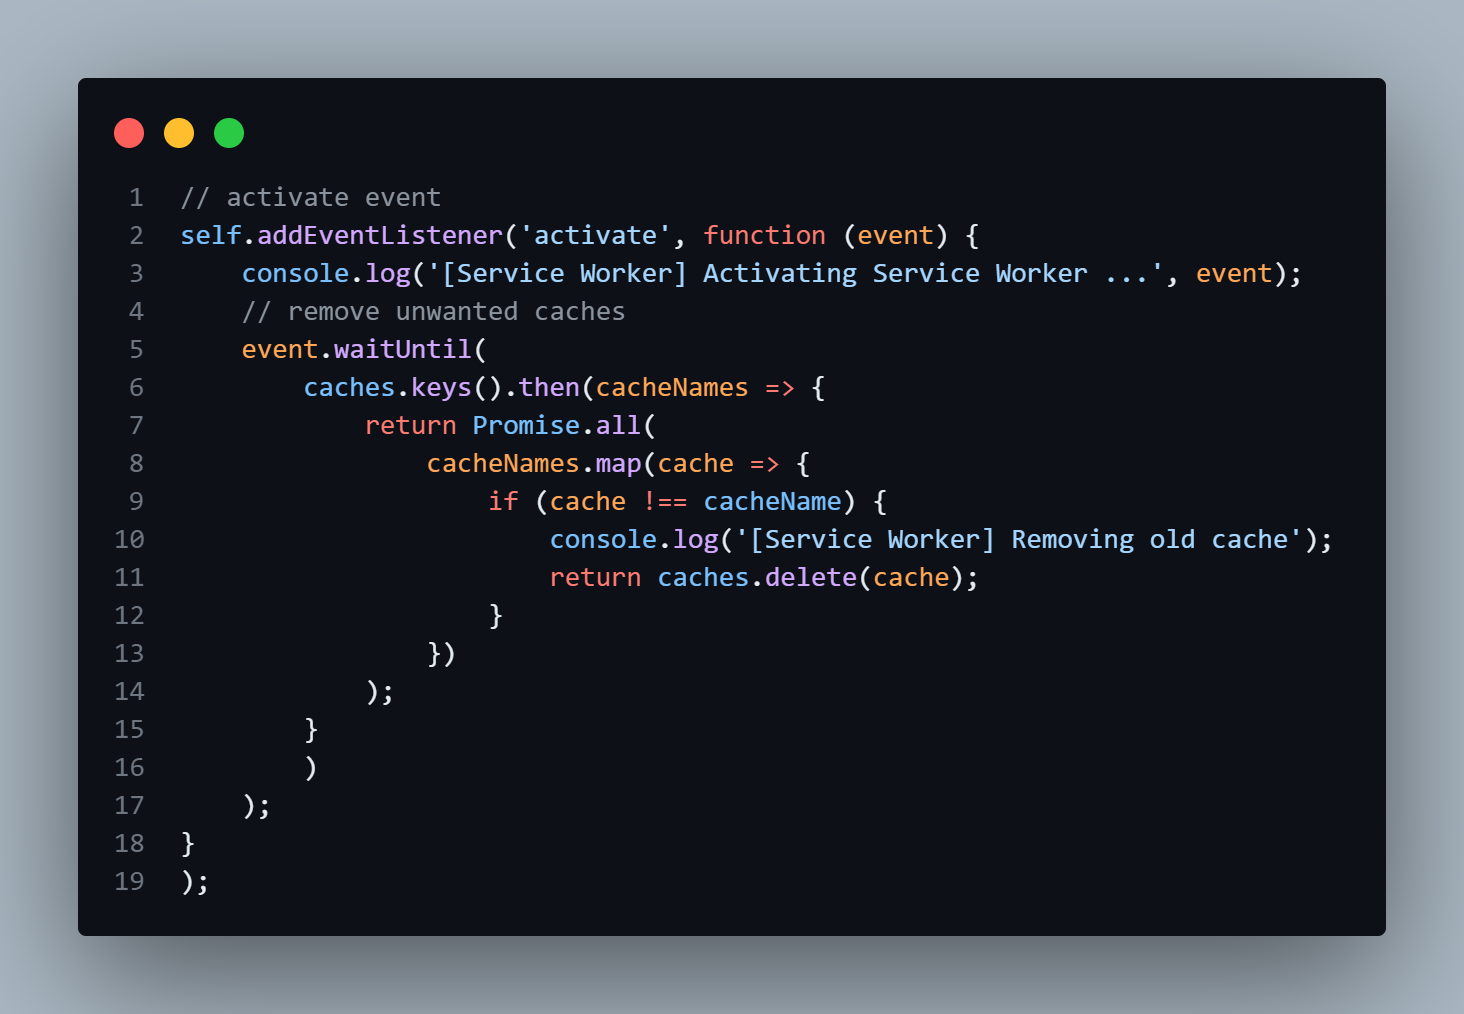 1 // activate event
2 self.addEventListener('activate', function (event) {
3     console.log('[Service Worker] Activating Service Worker ...', event);
4     // remove unwanted caches
5     event.waitUntil(
6         caches.keys().then(cacheNames => {
7             return Promise.all(
8                 cacheNames.map(cache => {
9                     if (cache !== cacheName) {
10                         console.log('[Service Worker] Removing old cache');
11                         return caches.delete(cache);
12                     }
13                 })
14             );
15         }
16         )
17     );
18 }
19 );